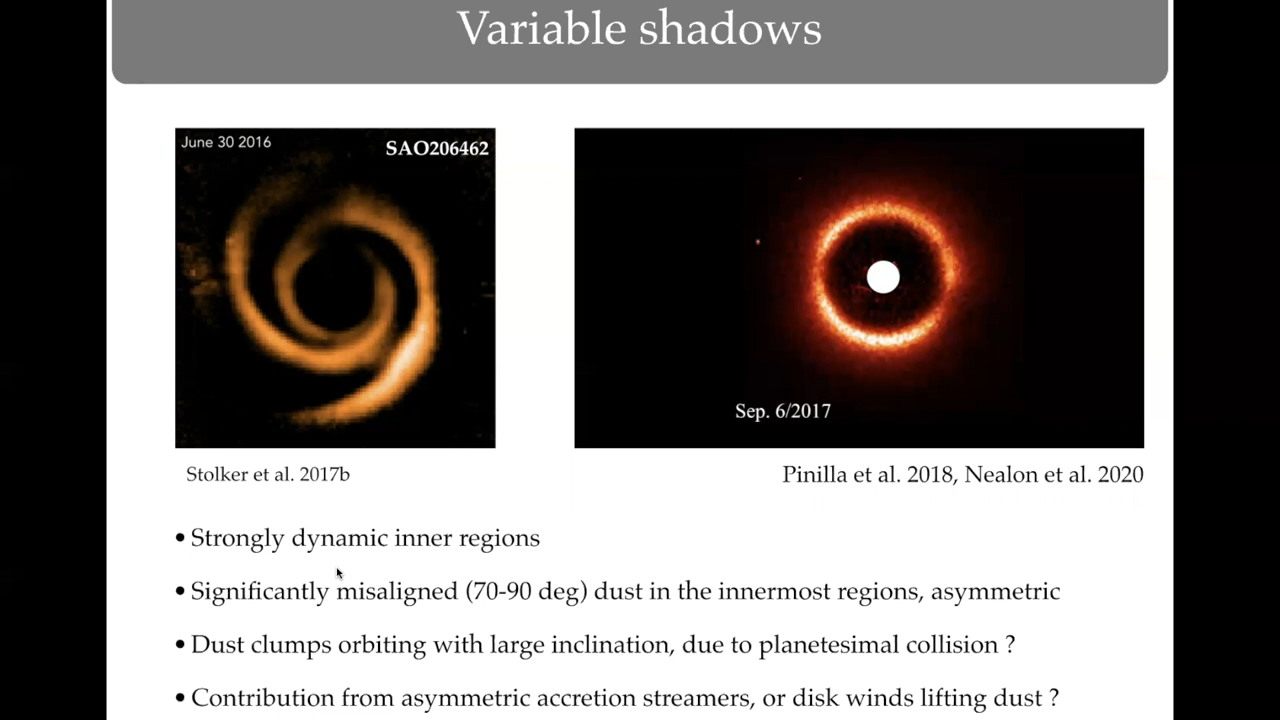 Variable shadows
June 30 2016
SAO206462
Sep. 6/2017
Stolker et al. 2017b
Pinilla et al. 2018, Nealon et al. 2020
• Strongly dynamic inner regions
• Significantly misaligned (70-90 deg) dust in the innermost regions, asymmetric
• Dust clumps orbiting with large inclination, due to planetesimal collision ?
• Contribution from asymmetric accretion streamers, or disk winds lifting dust ?